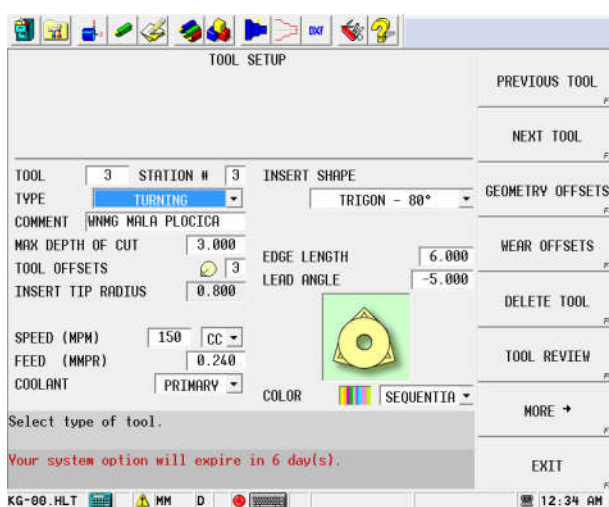 DXF
TOOL SETUP
PREVIOUS TOOL
NEXT TOOL
TOOL 3 STATION # 3 INSERT SHAPE
TYPE TURNING TRIGON - 80°
GEOMETRY OFFSETS
COMMENT WNMG MALA PLOCICA
MAX DEPTH OF CUT 3.000
EDGE LENGTH 6.000
WEAR OFFSETS
TOOL OFFSETS 3
LEAD ANGLE -5.000
INSERT TIP RADIUS 0.800
DELETE TOOL
SPEED (MPM) 150 CC
FEED (MMPR) 0.240
TOOL REVIEW
COOLANT PRIMARY
COLOR SEQUENTIA
MORE →
Select type of tool.
Your system option will expire in 6 day(s).
EXIT
KG-00.HLT MM D 12:34 AM